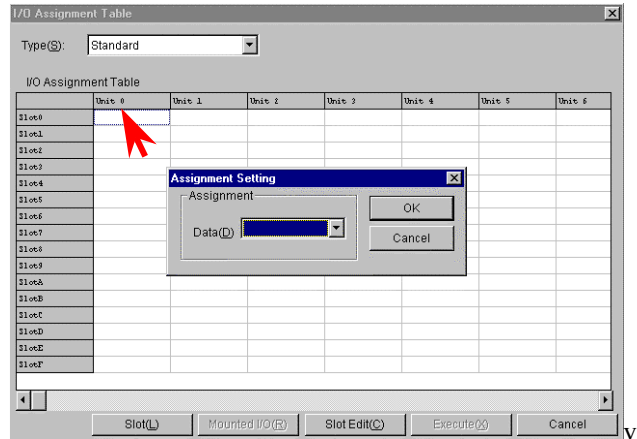 I/O Assignment Table
Type(S): Standard
I/O Assignment Table
Unit 0 Unit 1 Unit 2 Unit 3 Unit 4 Unit 5 Unit 6
Slot0
Slot1
Slot2
Slot3
Slot4
Slot5
Slot6
Slot7
Slot8
Slot9
SlotA
SlotB
SlotC
SlotD
SlotE
SlotF
Assignment Setting
Assignment
Data(D)
OK
Cancel
Slot(L) Mounted I/O(R) Slot Edit(C) Execute(X) Cancel
v